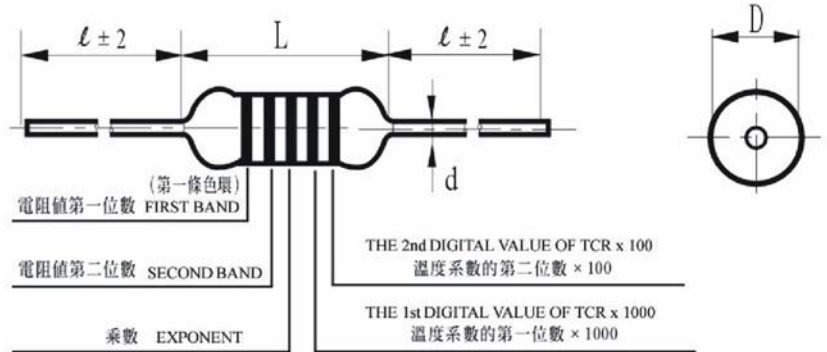 ℓ ± 2
L
ℓ ± 2
D
d
(第一條色環)
電阻値第一位數 FIRST BAND
電阻値第二位數 SECOND BAND
乘數 EXPONENT
THE 2nd DIGITAL VALUE OF TCR x 100
溫度系數的第二位數 × 100
THE 1st DIGITAL VALUE OF TCR x 1000
溫度系數的第一位數 × 1000